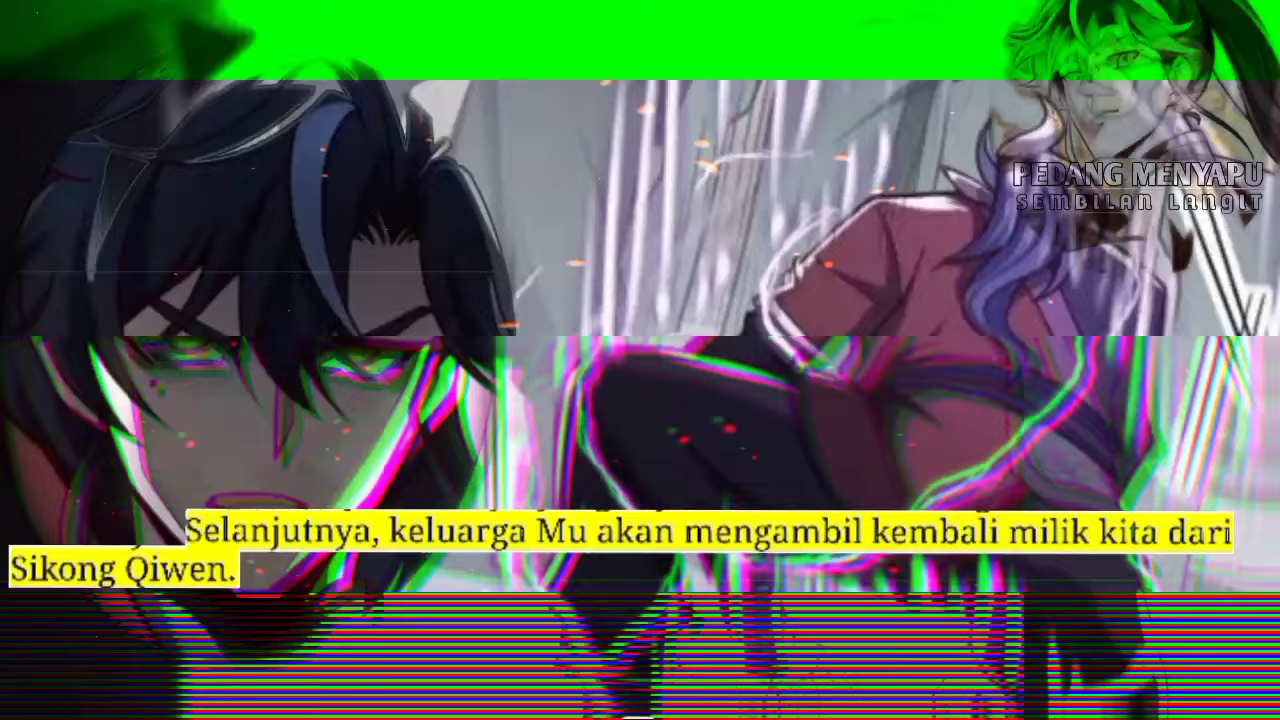 PEDANG MENYAPU
SEMBILAN LANGIT
Selanjutnya, keluarga Mu akan mengambil kembali milik kita dari
Sikong Qiwen.